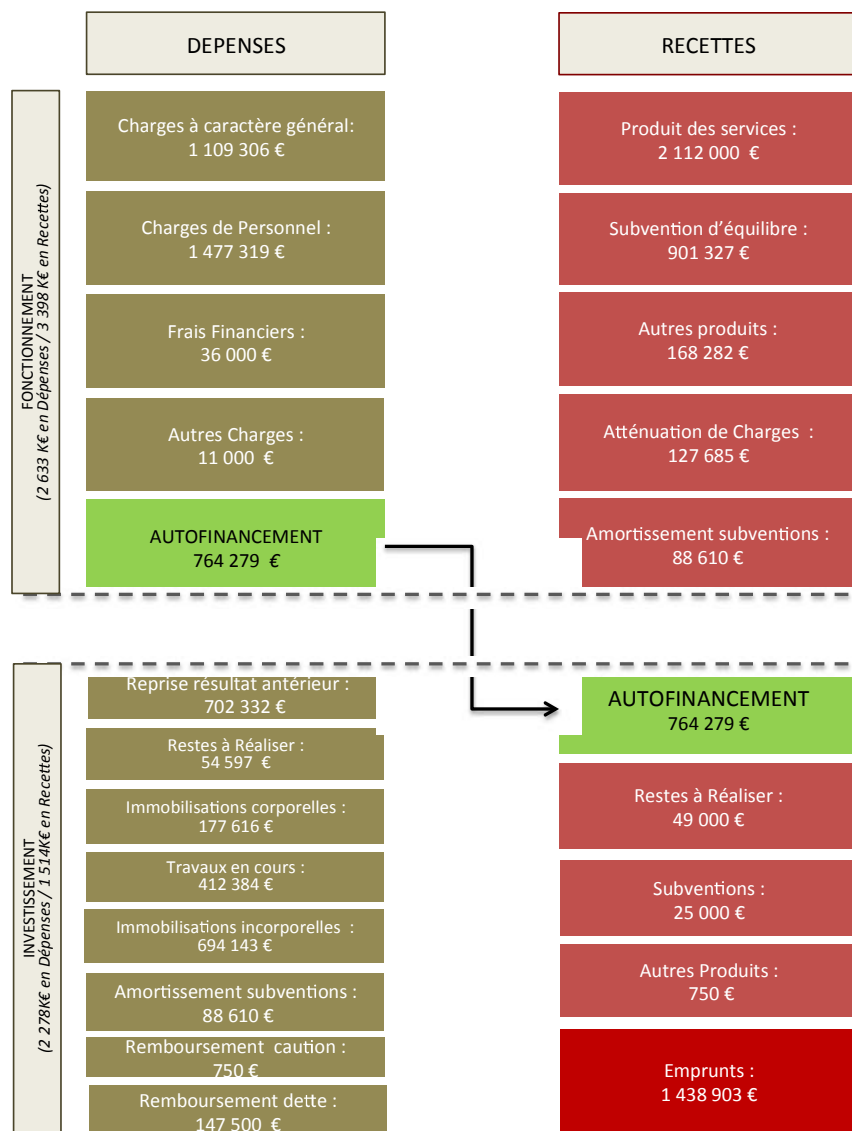 DEPENSES
RECETTES
FONCTIONNEMENT
(2 633 K€ en Dépenses / 3 398 K€ en Recettes)
Charges à caractère général:
1 109 306 €
Charges de Personnel :
1 477 319 €
Frais Financiers :
36 000 €
Autres Charges :
11 000 €
AUTOFINANCEMENT
764 279 €
Produit des services :
2 112 000 €
Subvention d'équilibre :
901 327 €
Autres produits :
168 282 €
Atténuation de Charges :
127 685 €
Amortissement subventions :
88 610 €
INVESTISSEMENT
(2 278K€ en Dépenses / 1 514K€ en Recettes)
Reprise résultat antérieur :
702 332 €
Restes à Réaliser :
54 597 €
Immobilisations corporelles :
177 616 €
Travaux en cours :
412 384 €
Immobilisations incorporelles :
694 143 €
Amortissement subventions :
88 610 €
Remboursement caution :
750 €
Remboursement dette :
147 500 €
AUTOFINANCEMENT
764 279 €
Restes à Réaliser :
49 000 €
Subventions :
25 000 €
Autres Produits :
750 €
Emprunts :
1 438 903 €